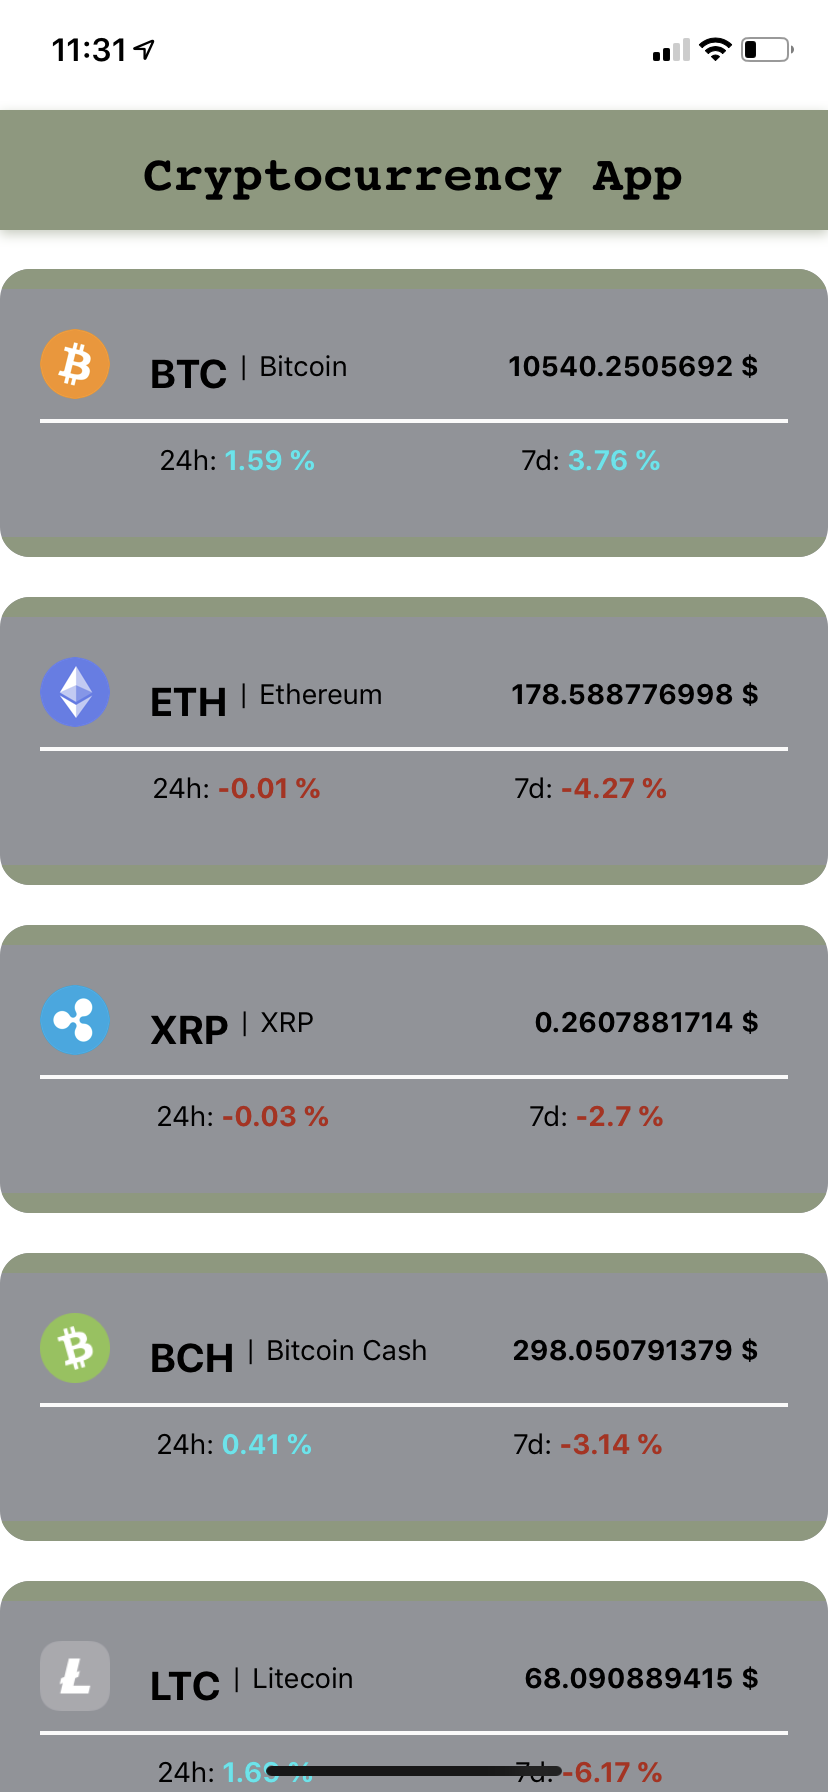 11:31
Cryptocurrency App
BTC | Bitcoin 10540.2505692 $
24h: 1.59 % 7d: 3.76 %
ETH | Ethereum 178.588776998 $
24h: -0.01 % 7d: -4.27 %
XRP | XRP 0.2607881714 $
24h: -0.03 % 7d: -2.7 %
BCH | Bitcoin Cash 298.050791379 $
24h: 0.41 % 7d: -3.14 %
LTC | Litecoin 68.090889415 $
24h: 1.69 % 7d: -6.17 %